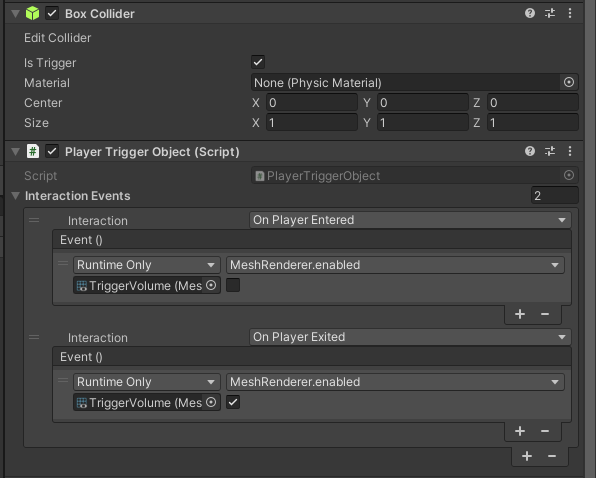 Box Collider
Edit Collider
Is Trigger
Material None (Physic Material)
Center X 0 Y 0 Z 0
Size X 1 Y 1 Z 1
# Player Trigger Object (Script)
Script # PlayerTriggerObject
Interaction Events 2
Interaction On Player Entered
Event ()
Runtime Only MeshRenderer.enabled
TriggerVolume (Mes
Interaction On Player Exited
Event ()
Runtime Only MeshRenderer.enabled
TriggerVolume (Mes